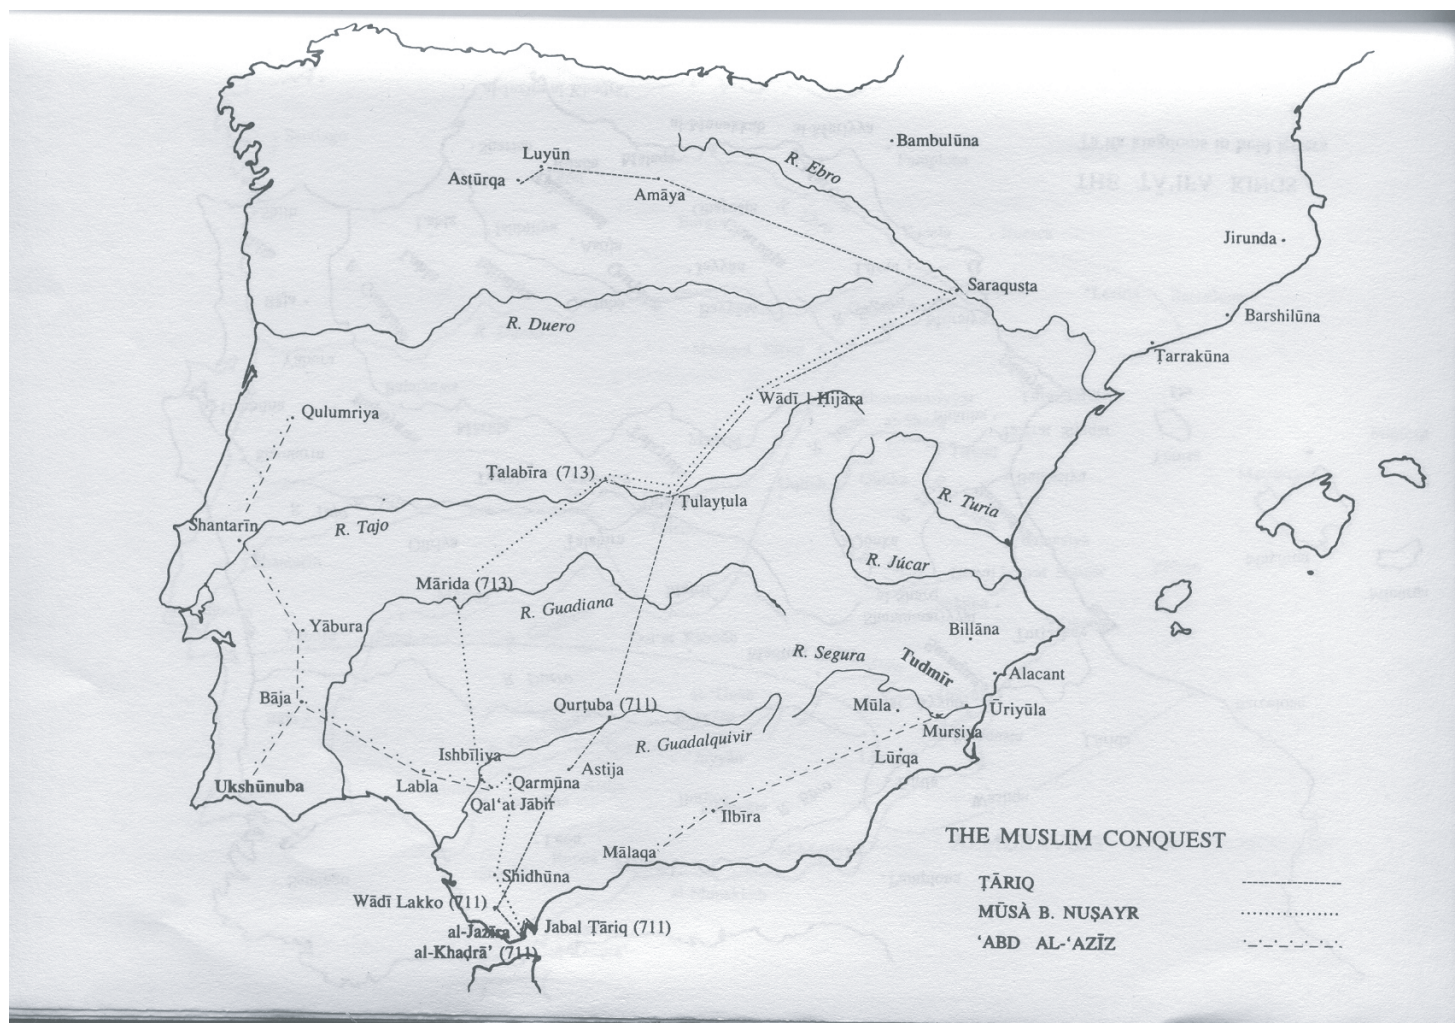 Bambulūna
Luyūn
Astūrqa
Amāya
R. Ebro
Jirunda
Saraqusṭa
Barshilūna
R. Duero
Ṭarrakūna
Wādī l-Ḥijāra
Qulumriya
Ṭalabīra (713)
Ṭulayṭula
Shantarīn
R. Tajo
R. Turia
R. Júcar
Mārida (713)
R. Guadiana
Yābura
Billāna
R. Segura
Tudmīr
Alacant
Bāja
Qurṭuba (711)
Mūla
Ūriyūla
Mursiya
R. Guadalquivir
Ishbīliya
Lūrqa
Astija
Ukshūnuba
Labla
Qarmūna
Qal‘at Jābir
Ilbīra
Mālaqa
THE MUSLIM CONQUEST
Shidhūna
ṬĀRIQ
Wādī Lakko (711)
MŪSÀ B. NUṢAYR
Jabal Ṭāriq (711)
al-Jazīra
al-Khaḍrā’ (711)
‘ABD AL-‘AZĪZ